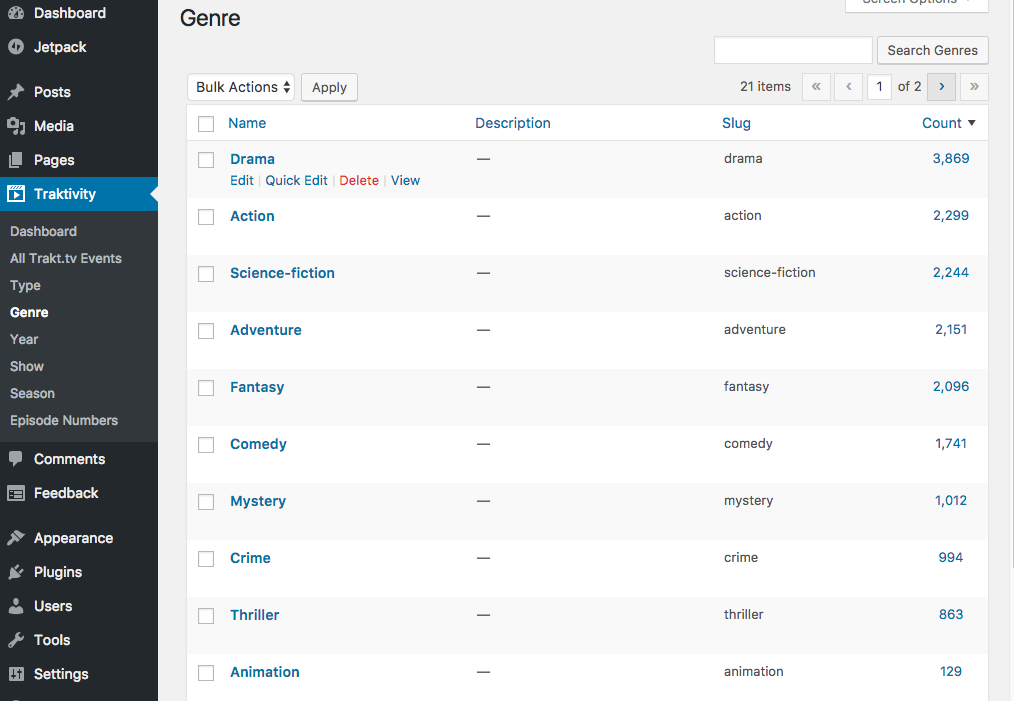 Dashboard
Jetpack
Posts
Media
Pages
Traktivity
Dashboard
All Trakt.tv Events
Type
Genre
Year
Show
Season
Episode Numbers
Comments
Feedback
Appearance
Plugins
Users
Tools
Settings
Screen Options
Genre
Search Genres
Bulk Actions Apply 21 items « ‹ 1 of 2 › »
Name Description Slug Count
Drama — drama 3,869
Edit | Quick Edit | Delete | View
Action — action 2,299
Science-fiction — science-fiction 2,244
Adventure — adventure 2,151
Fantasy — fantasy 2,096
Comedy — comedy 1,741
Mystery — mystery 1,012
Crime — crime 994
Thriller — thriller 863
Animation — animation 129